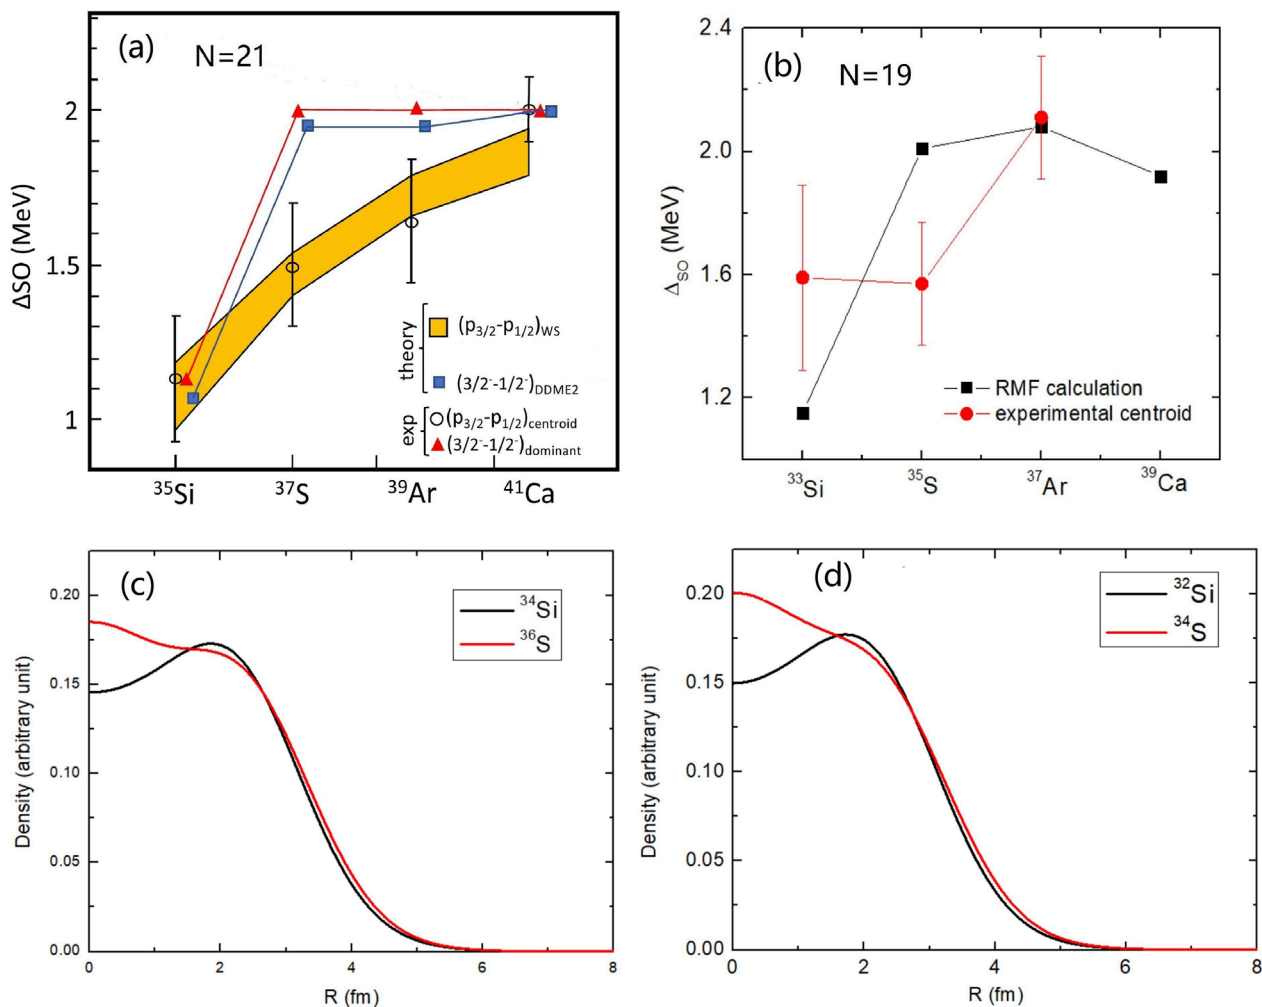 (a)
N=21
2
1.5
1
ΔSO (MeV)
theory
(p3/2-p1/2)WS
(3/2⁻-1/2⁻)DDME2
exp
(p3/2-p1/2)centroid
(3/2⁻-1/2⁻)dominant
³⁵Si
³⁷S
³⁹Ar
⁴¹Ca
(b)
N=19
2.4
2.0
1.6
1.2
ΔSO (MeV)
RMF calculation
experimental centroid
³³Si
³⁵S
³⁷Ar
³⁹Ca
(c)
³⁴Si
³⁶S
0.20
0.15
0.10
0.05
0.00
Density (arbitrary unit)
0
2
4
6
8
R (fm)
(d)
³²Si
³⁴S
0.20
0.15
0.10
0.05
0.00
Density (arbitrary unit)
0
2
4
6
8
R (fm)